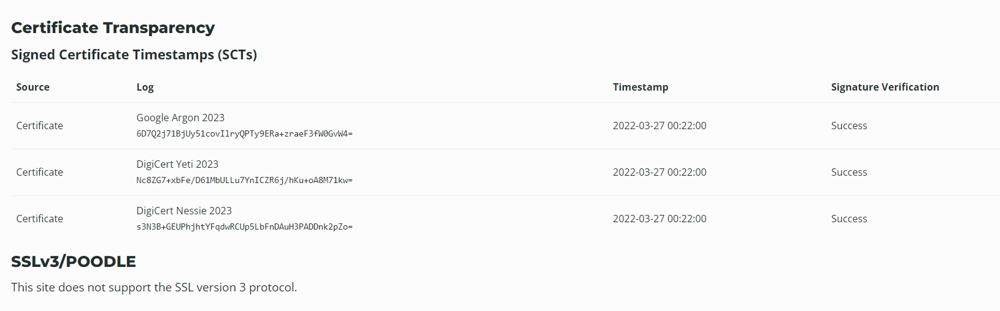 Certificate Transparency
Signed Certificate Timestamps (SCTs)
Source Log Timestamp Signature Verification
Certificate Google Argon 2023 2022-03-27 00:22:00 Success
6D7Q2j71BjUy51covIlryQPTy9ERa+zraeF3fW0GvW4=
Certificate DigiCert Yeti 2023 2022-03-27 00:22:00 Success
Nc8ZG7+xbFe/D61MbULLu7YnICZR6j/hKu+oA8M71kw=
Certificate DigiCert Nessie 2023 2022-03-27 00:22:00 Success
s3N3B+GEUPhjhtYFqdwRCUp5LbFnDAuH3PADDnk2pZo=
SSLv3/POODLE
This site does not support the SSL version 3 protocol.